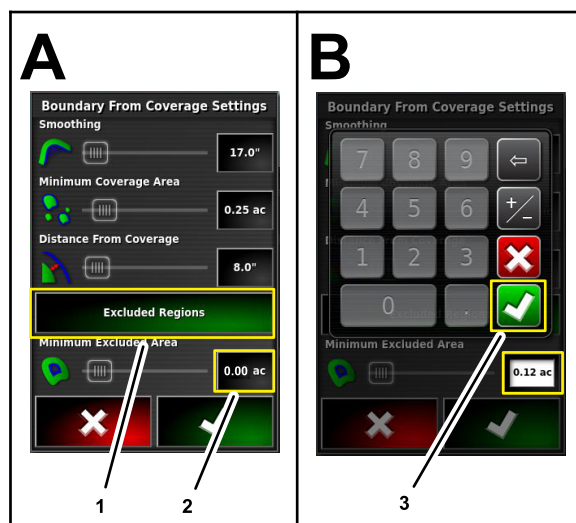 A
Boundary From Coverage Settings
Smoothing
17.0"
Minimum Coverage Area
0.25 ac
Distance From Coverage
8.0"
Excluded Regions
Minimum Excluded Area
0.00 ac
1
2
B
Boundary From Coverage Settings
Smoothing
7 8 9
4 5 6 +/-
1 2 3
0 .
Minimum Excluded Area
0.12 ac
3